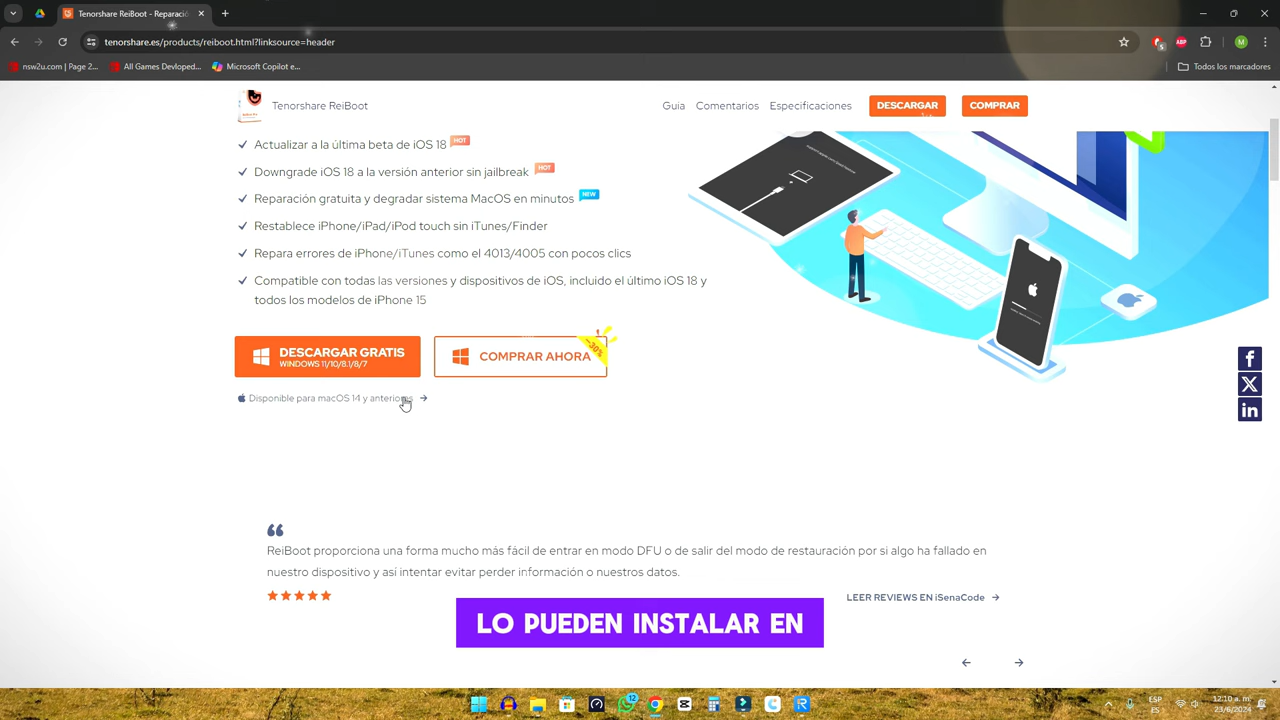 Tenorshare ReiBoot - Reparació
tenorshare.es/products/reiboot.html?linksource=header
nsw2u.com | Page 2...
All Games Devloped...
Microsoft Copilot e...
Todos los marcadores
Tenorshare ReiBoot
Guía
Comentarios
Especificaciones
DESCARGAR
COMPRAR
Actualizar a la última beta de iOS 18
HOT
Downgrade iOS 18 a la versión anterior sin jailbreak
HOT
Reparación gratuita y degradar sistema MacOS en minutos
NEW
Restablece iPhone/iPad/iPod touch sin iTunes/Finder
Repara errores de iPhone/iTunes como el 4013/4005 con pocos clics
Compatible con todas las versiones y dispositivos de iOS, incluido el último iOS 18 y
todos los modelos de iPhone 15
DESCARGAR GRATIS
WINDOWS 11/10/8.1/8/7
COMPRAR AHORA
-30%
Disponible para macOS 14 y anteriores
ReiBoot proporciona una forma mucho más fácil de entrar en modo DFU o de salir del modo de restauración por si algo ha fallado en
nuestro dispositivo y así intentar evitar perder información o nuestros datos.
LEER REVIEWS EN iSenaCode
LO PUEDEN INSTALAR EN
12
ESP
ES
12:10 a. m.
23/6/2024